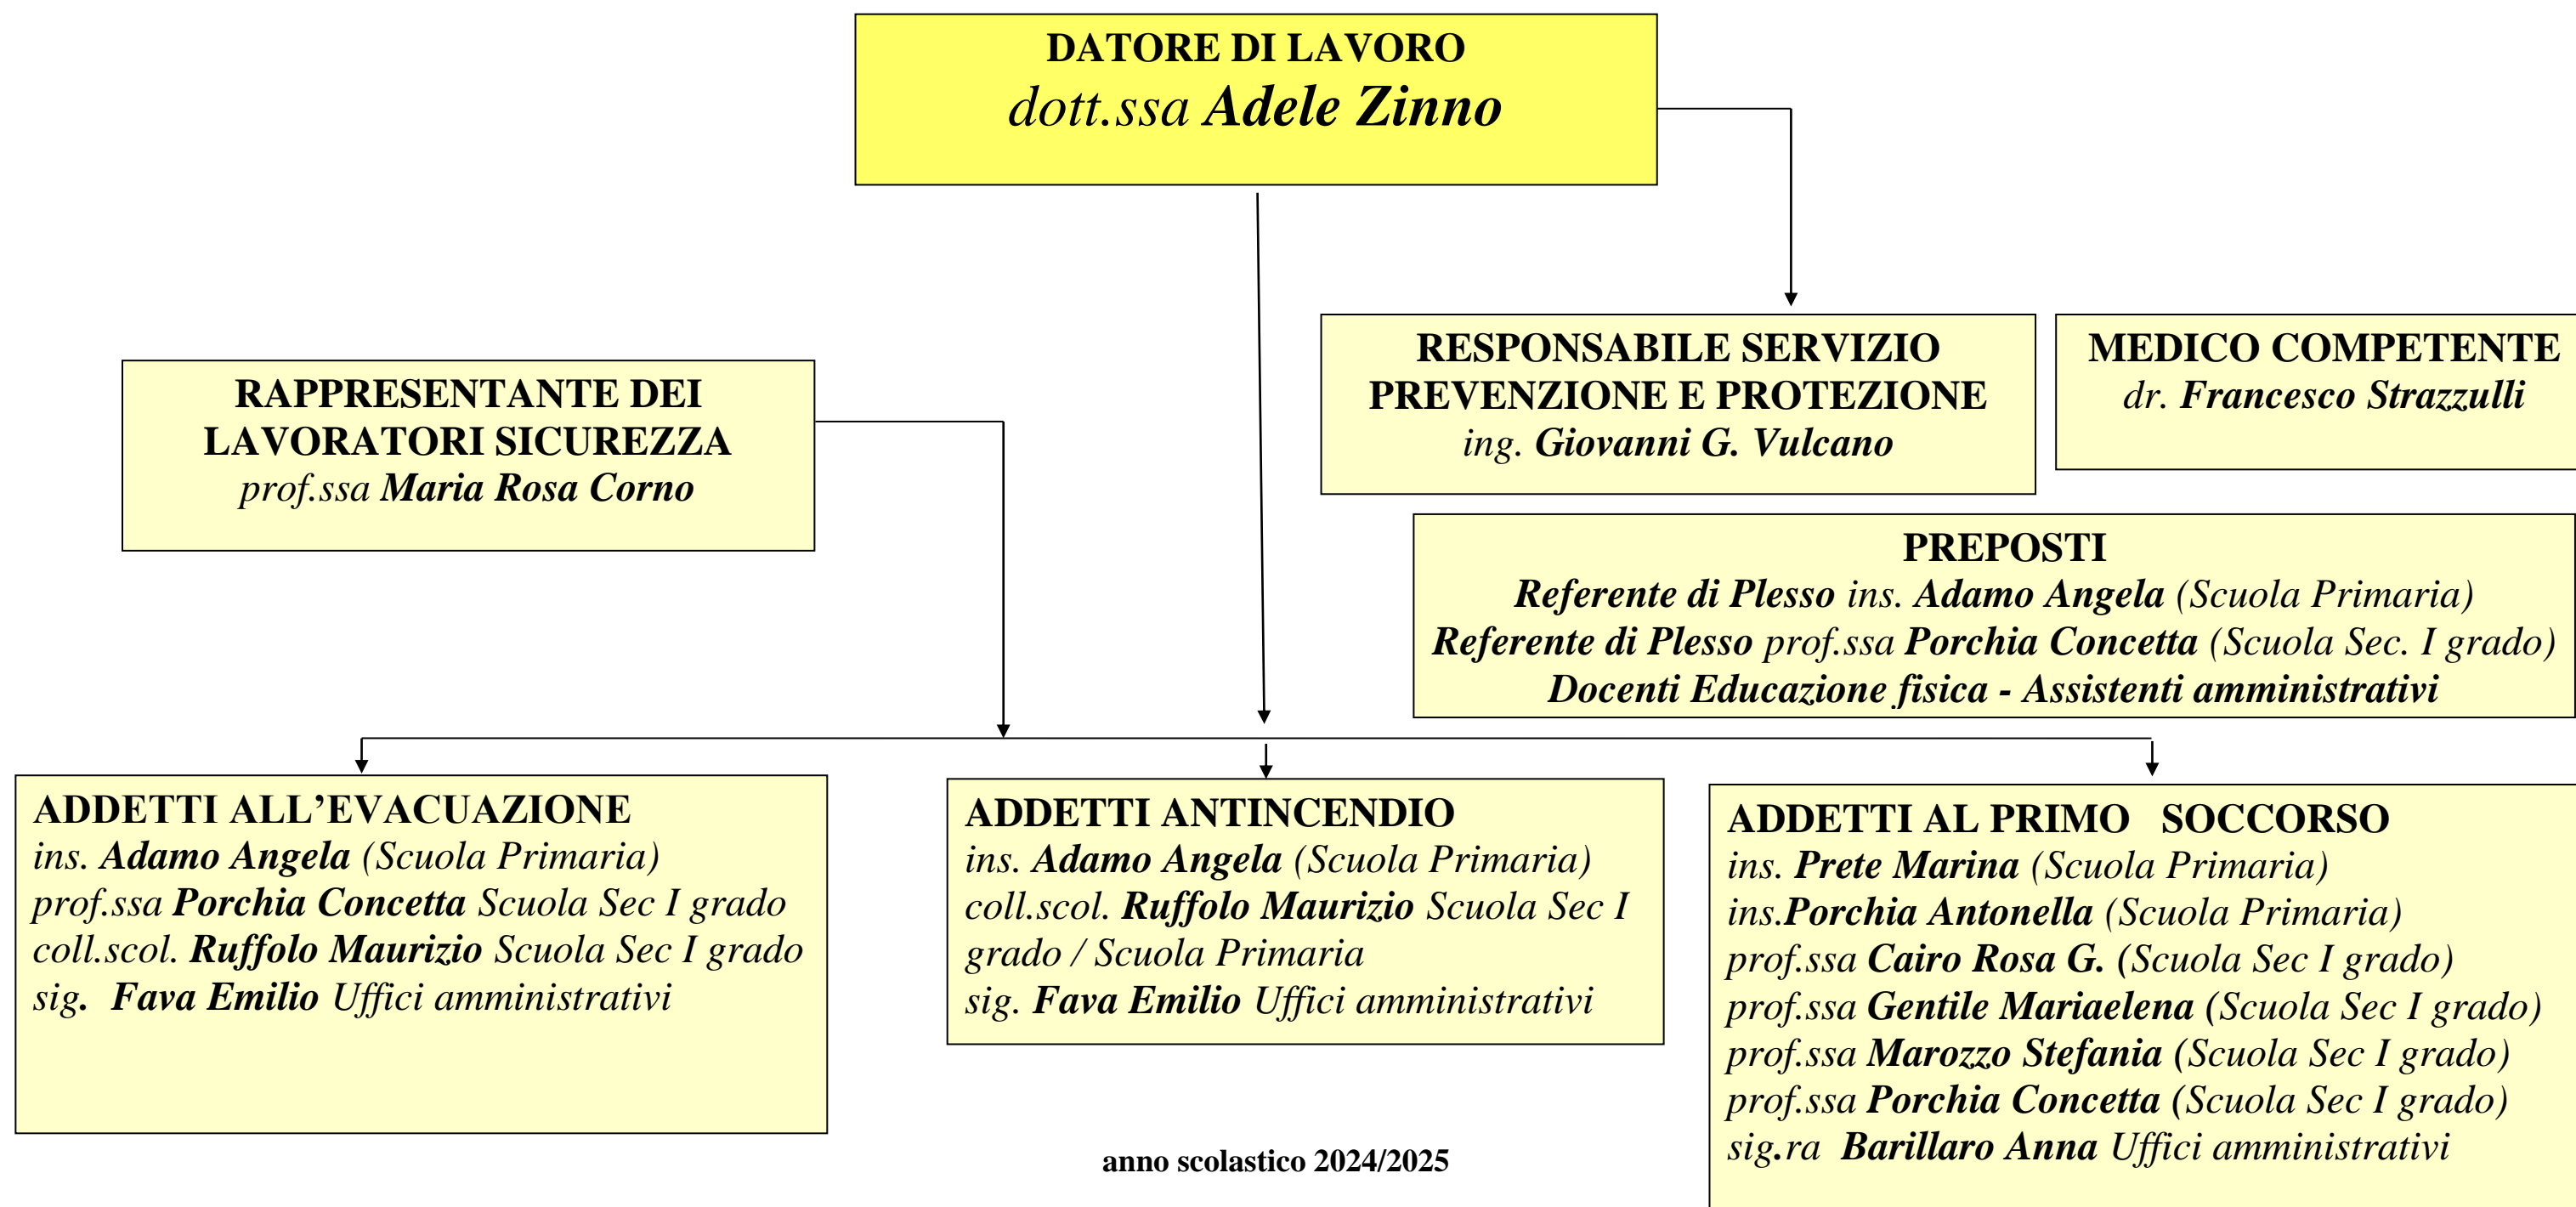 DATORE DI LAVORO
dott.ssa Adele Zinno
RESPONSABILE SERVIZIO
PREVENZIONE E PROTEZIONE
ing. Giovanni G. Vulcano
MEDICO COMPETENTE
dr. Francesco Strazzulli
RAPPRESENTANTE DEI
LAVORATORI SICUREZZA
prof.ssa Maria Rosa Corno
PREPOSTI
Referente di Plesso ins. Adamo Angela (Scuola Primaria)
Referente di Plesso prof.ssa Porchia Concetta (Scuola Sec. I grado)
Docenti Educazione fisica - Assistenti amministrativi
ADDETTI ALL’EVACUAZIONE
ins. Adamo Angela (Scuola Primaria)
prof.ssa Porchia Concetta Scuola Sec I grado
coll.scol. Ruffolo Maurizio Scuola Sec I grado
sig. Fava Emilio Uffici amministrativi
ADDETTI ANTINCENDIO
ins. Adamo Angela (Scuola Primaria)
coll.scol. Ruffolo Maurizio Scuola Sec I
grado / Scuola Primaria
sig. Fava Emilio Uffici amministrativi
ADDETTI AL PRIMO SOCCORSO
ins. Prete Marina (Scuola Primaria)
ins.Porchia Antonella (Scuola Primaria)
prof.ssa Cairo Rosa G. (Scuola Sec I grado)
prof.ssa Gentile Mariaelena (Scuola Sec I grado)
prof.ssa Marozzo Stefania (Scuola Sec I grado)
prof.ssa Porchia Concetta (Scuola Sec I grado)
sig.ra Barillaro Anna Uffici amministrativi
anno scolastico 2024/2025